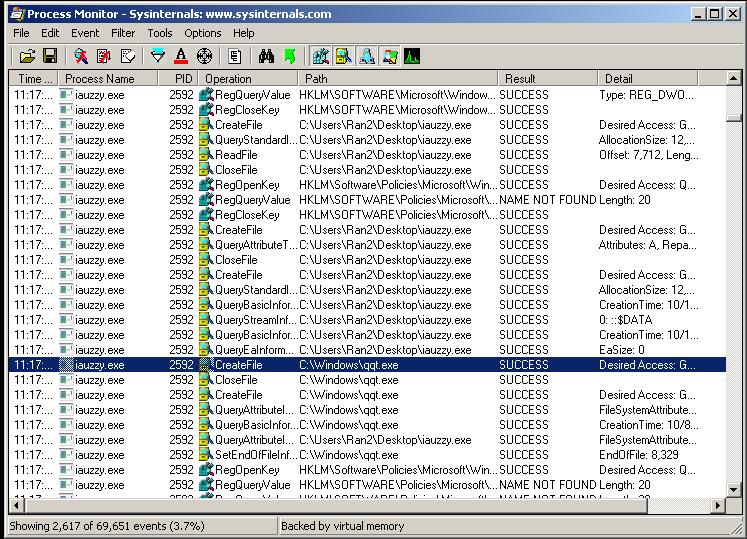 Process Monitor - Sysinternals: www.sysinternals.com
File Edit Event Filter Tools Options Help
Time ... Process Name PID Operation Path Result Detail
11:17:... iauzzy.exe 2592 RegQueryValue HKLM\SOFTWARE\Microsoft\Window... SUCCESS Type: REG_DWO...
11:17:... iauzzy.exe 2592 RegCloseKey HKLM\SOFTWARE\Microsoft\Window... SUCCESS
11:17:... iauzzy.exe 2592 CreateFile C:\Users\Ran2\Desktop\iauzzy.exe SUCCESS Desired Access: G...
11:17:... iauzzy.exe 2592 QueryStandardI... C:\Users\Ran2\Desktop\iauzzy.exe SUCCESS AllocationSize: 12,...
11:17:... iauzzy.exe 2592 ReadFile C:\Users\Ran2\Desktop\iauzzy.exe SUCCESS Offset: 7,712, Leng...
11:17:... iauzzy.exe 2592 CloseFile C:\Users\Ran2\Desktop\iauzzy.exe SUCCESS
11:17:... iauzzy.exe 2592 RegOpenKey HKLM\Software\Policies\Microsoft\Win... SUCCESS Desired Access: Q...
11:17:... iauzzy.exe 2592 RegQueryValue HKLM\SOFTWARE\Policies\Microsoft\... NAME NOT FOUND Length: 20
11:17:... iauzzy.exe 2592 RegCloseKey HKLM\SOFTWARE\Policies\Microsoft\... SUCCESS
11:17:... iauzzy.exe 2592 CreateFile C:\Users\Ran2\Desktop\iauzzy.exe SUCCESS Desired Access: G...
11:17:... iauzzy.exe 2592 QueryAttributeT... C:\Users\Ran2\Desktop\iauzzy.exe SUCCESS Attributes: A, Repa...
11:17:... iauzzy.exe 2592 CloseFile C:\Users\Ran2\Desktop\iauzzy.exe SUCCESS
11:17:... iauzzy.exe 2592 CreateFile C:\Users\Ran2\Desktop\iauzzy.exe SUCCESS Desired Access: G...
11:17:... iauzzy.exe 2592 QueryStandardI... C:\Users\Ran2\Desktop\iauzzy.exe SUCCESS AllocationSize: 12,...
11:17:... iauzzy.exe 2592 QueryBasicInfor... C:\Users\Ran2\Desktop\iauzzy.exe SUCCESS CreationTime: 10/1...
11:17:... iauzzy.exe 2592 QueryStreamInf... C:\Users\Ran2\Desktop\iauzzy.exe SUCCESS 0: ::$DATA
11:17:... iauzzy.exe 2592 QueryBasicInfor... C:\Users\Ran2\Desktop\iauzzy.exe SUCCESS CreationTime: 10/1...
11:17:... iauzzy.exe 2592 QueryEaInform... C:\Users\Ran2\Desktop\iauzzy.exe SUCCESS EaSize: 0
11:17:... iauzzy.exe 2592 CreateFile C:\Windows\qqt.exe SUCCESS Desired Access: G...
11:17:... iauzzy.exe 2592 CloseFile C:\Windows\qqt.exe SUCCESS
11:17:... iauzzy.exe 2592 CreateFile C:\Windows\qqt.exe SUCCESS Desired Access: G...
11:17:... iauzzy.exe 2592 QueryAttributeI... C:\Windows\qqt.exe SUCCESS FileSystemAttribute...
11:17:... iauzzy.exe 2592 QueryBasicInfor... C:\Windows\qqt.exe SUCCESS CreationTime: 10/8...
11:17:... iauzzy.exe 2592 QueryAttributeI... C:\Users\Ran2\Desktop\iauzzy.exe SUCCESS FileSystemAttribute...
11:17:... iauzzy.exe 2592 SetEndOfFileInf... C:\Windows\qqt.exe SUCCESS EndOfFile: 8,329
11:17:... iauzzy.exe 2592 RegOpenKey HKLM\Software\Policies\Microsoft\Win... SUCCESS Desired Access: Q...
11:17:... iauzzy.exe 2592 RegQueryValue HKLM\SOFTWARE\Policies\Microsoft\... NAME NOT FOUND Length: 20
Showing 2,617 of 69,651 events (3.7%) Backed by virtual memory